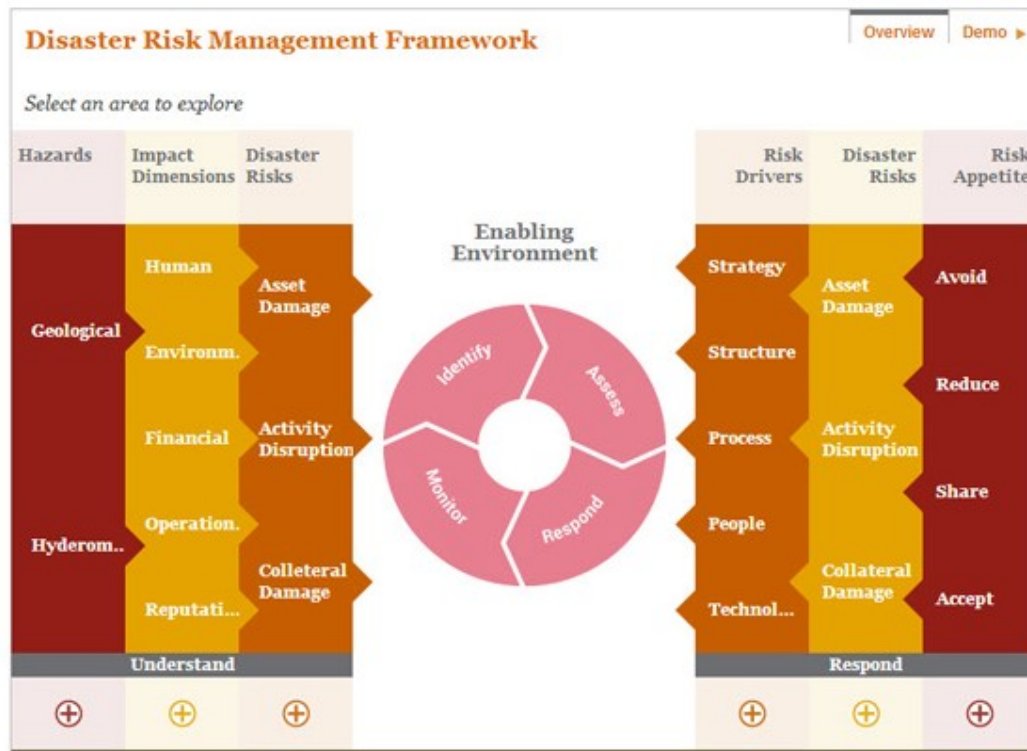 Disaster Risk Management Framework
Overview
Demo
Select an area to explore
Hazards
Impact
Dimensions
Disaster
Risks
Geological
Hyderom..
Human
Environm.
Financial
Operation.
Reputati...
Asset
Damage
Activity
Disruption
Colleteral
Damage
Understand
Enabling
Environment
Identify
Assess
Respond
Monitor
Risk
Drivers
Disaster
Risks
Risk
Appetite
Strategy
Structure
Process
People
Technol...
Asset
Damage
Activity
Disruption
Collateral
Damage
Avoid
Reduce
Share
Accept
Respond